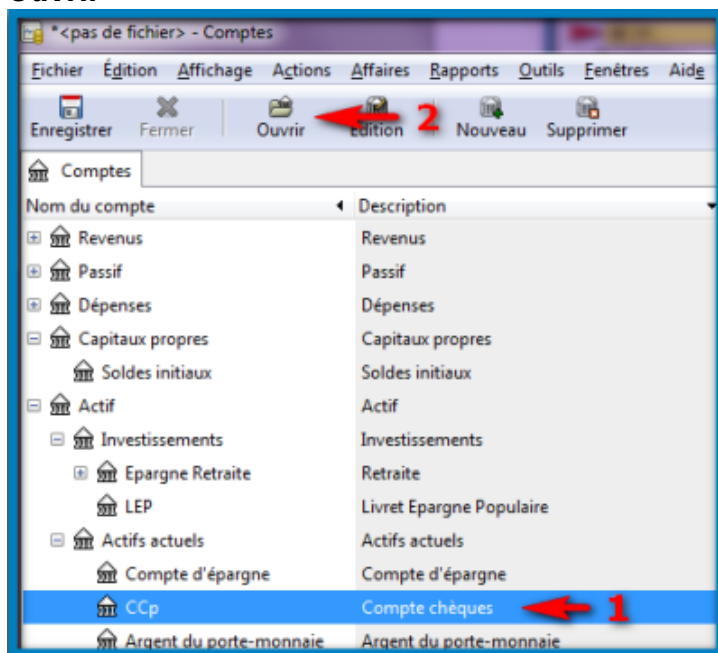 *<pas de fichier> - Comptes
Fichier Édition Affichage Actions Affaires Rapports Outils Fenêtres Aide
Enregistrer Fermer Ouvrir Edition 2 Nouveau Supprimer
Comptes
Nom du compte Description
Revenus Revenus
Passif Passif
Dépenses Dépenses
Capitaux propres Capitaux propres
Soldes initiaux Soldes initiaux
Actif Actif
Investissements Investissements
Epargne Retraite Retraite
LEP Livret Epargne Populaire
Actifs actuels Actifs actuels
Compte d'épargne Compte d'épargne
CCp Compte chèques 1
Argent du porte-monnaie Argent du porte-monnaie